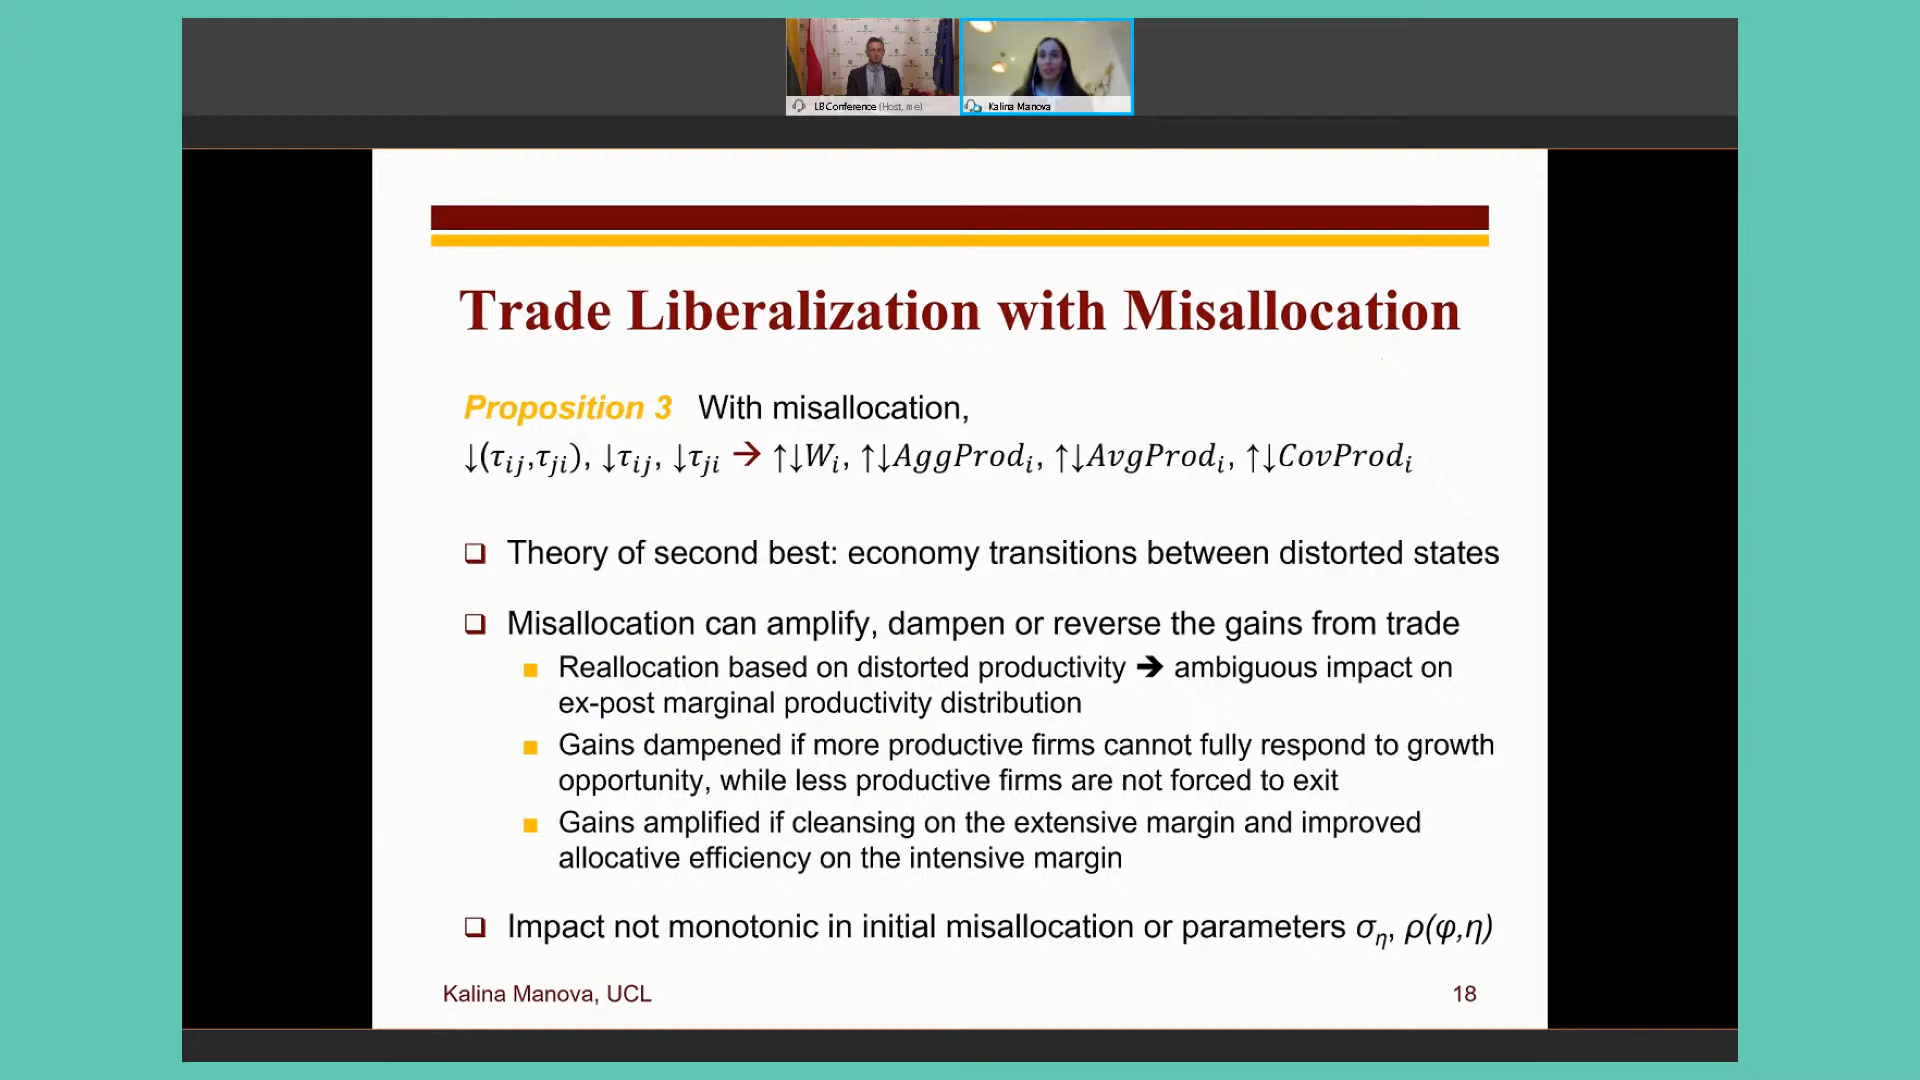 LB Conference (Host, me)
Kalina Manova
Trade Liberalization with Misallocation
Proposition 3 With misallocation,
↓(τij,τji), ↓τij, ↓τji ➔ ↑↓Wi, ↑↓AggProdi, ↑↓AvgProdi, ↑↓CovProdi
❑ Theory of second best: economy transitions between distorted states
❑ Misallocation can amplify, dampen or reverse the gains from trade
■ Reallocation based on distorted productivity ➔ ambiguous impact on
ex-post marginal productivity distribution
■ Gains dampened if more productive firms cannot fully respond to growth
opportunity, while less productive firms are not forced to exit
■ Gains amplified if cleansing on the extensive margin and improved
allocative efficiency on the intensive margin
❑ Impact not monotonic in initial misallocation or parameters ση, ρ(φ,η)
Kalina Manova, UCL
18